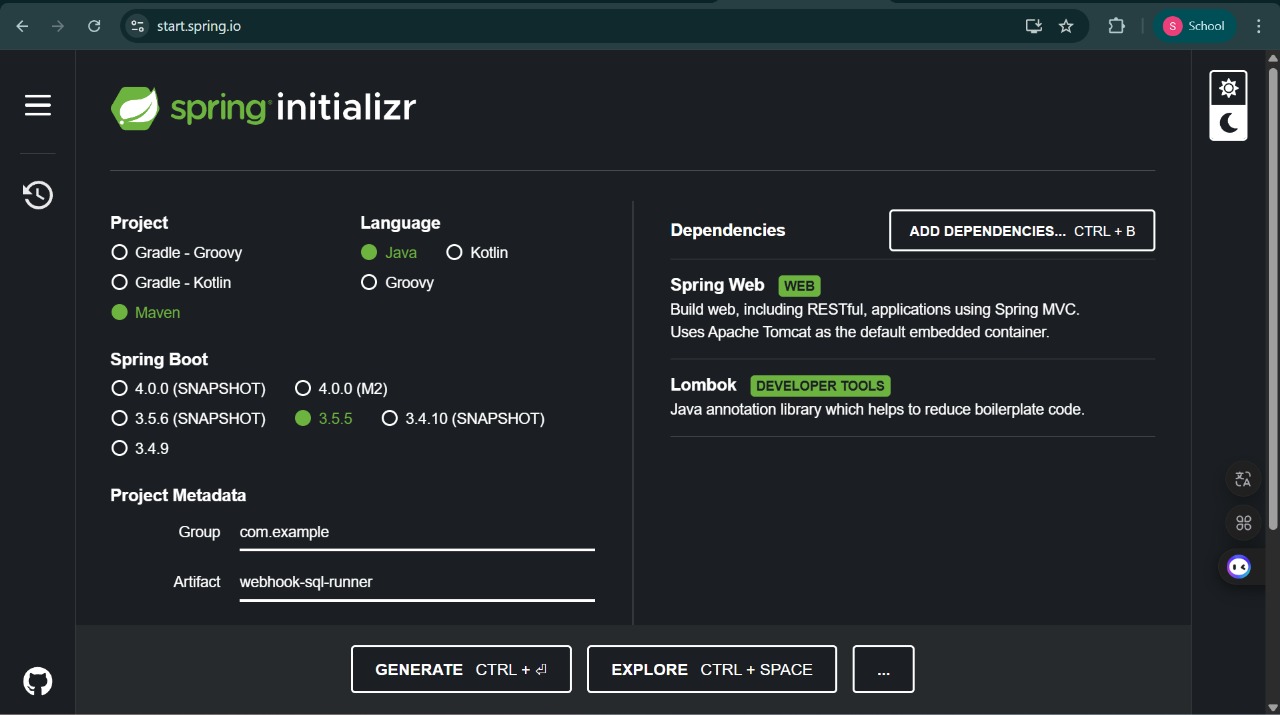 start.spring.io
S School
spring initializr
Project
Gradle - Groovy
Gradle - Kotlin
Maven
Language
Java Kotlin
Groovy
Spring Boot
4.0.0 (SNAPSHOT) 4.0.0 (M2)
3.5.6 (SNAPSHOT) 3.5.5 3.4.10 (SNAPSHOT)
3.4.9
Project Metadata
Group com.example
Artifact webhook-sql-runner
Dependencies
ADD DEPENDENCIES... CTRL + B
Spring Web WEB
Build web, including RESTful, applications using Spring MVC.
Uses Apache Tomcat as the default embedded container.
Lombok DEVELOPER TOOLS
Java annotation library which helps to reduce boilerplate code.
GENERATE CTRL + ⏎ EXPLORE CTRL + SPACE ...